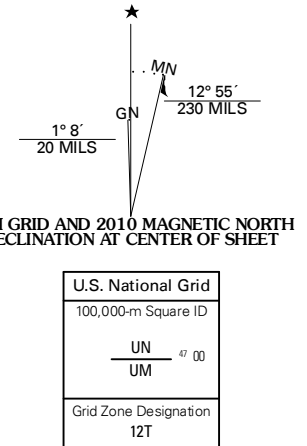 ★
MN
12° 55´
230 MILS
GN
1° 8´
20 MILS
GRID AND 2010 MAGNETIC NORTH
ECLINATION AT CENTER OF SHEET
U.S. National Grid
100,000-m Square ID
UN
47 00
UM
Grid Zone Designation
12T